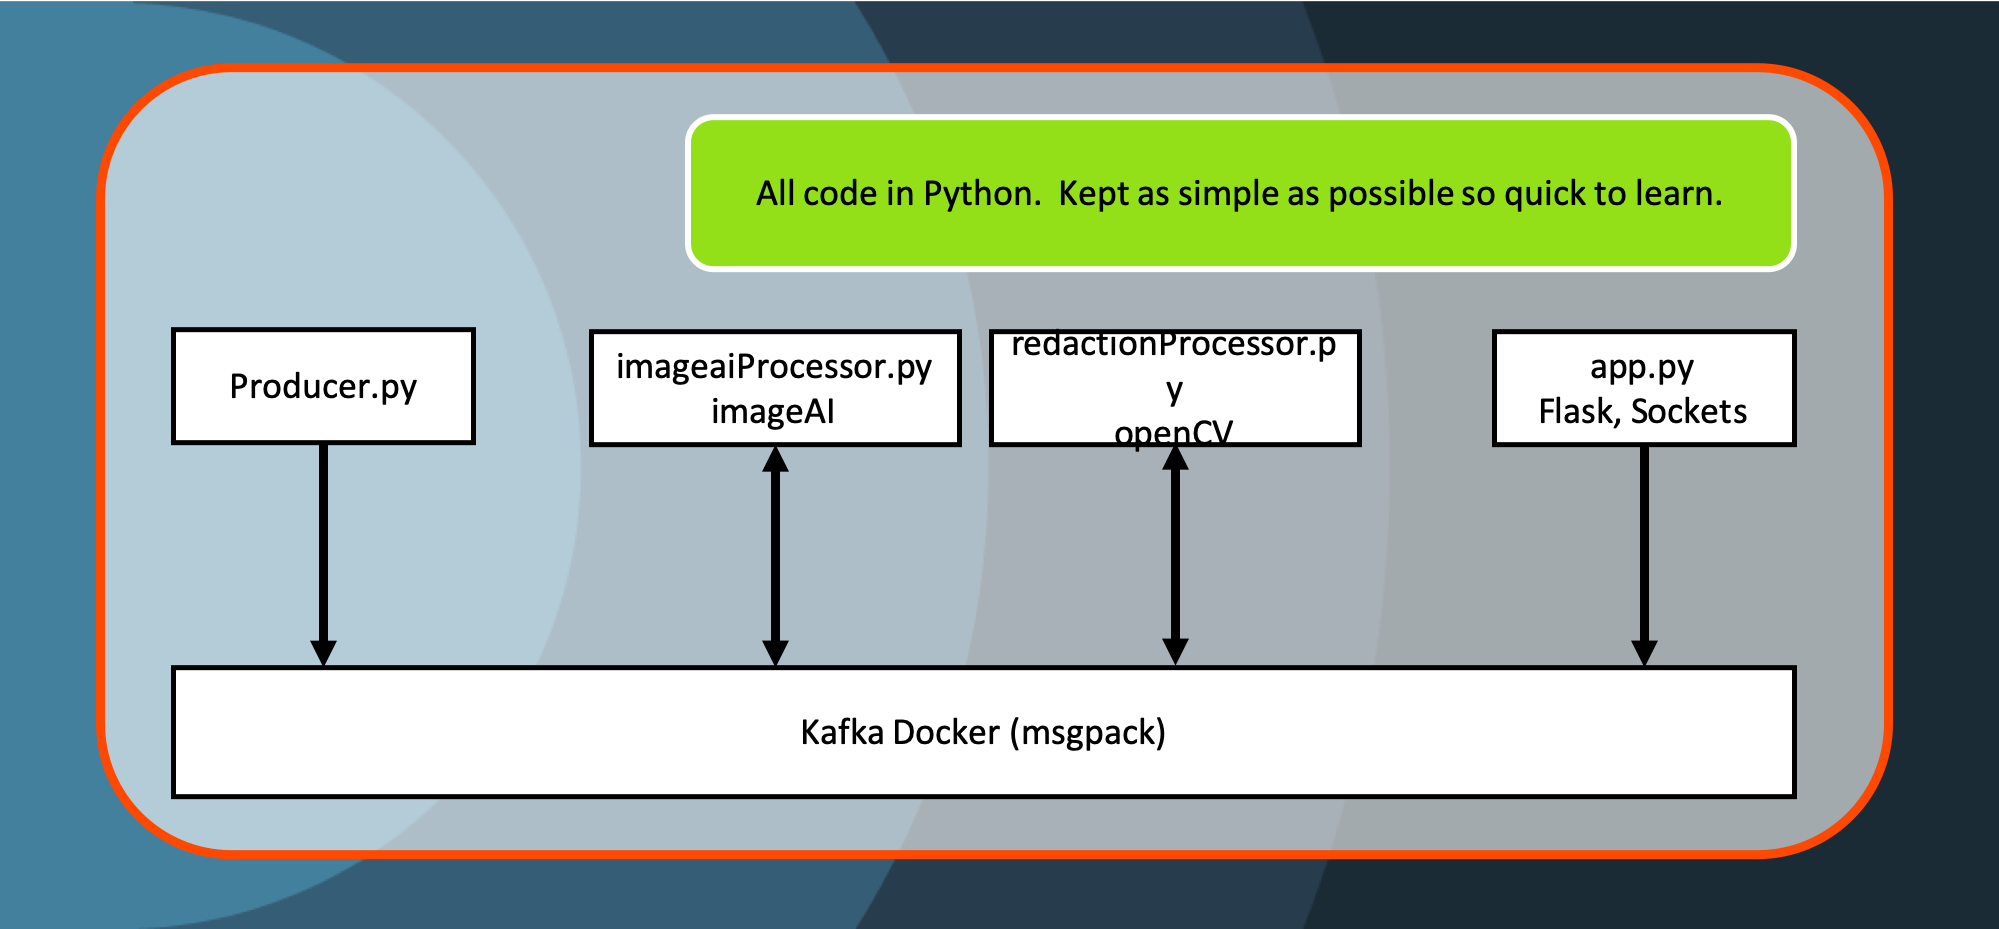 All code in Python.  Kept as simple as possible so quick to learn.
Producer.py
imageaiProcessor.py
imageAI
redactionProcessor.p
y
openCV
app.py
Flask, Sockets
Kafka Docker (msgpack)